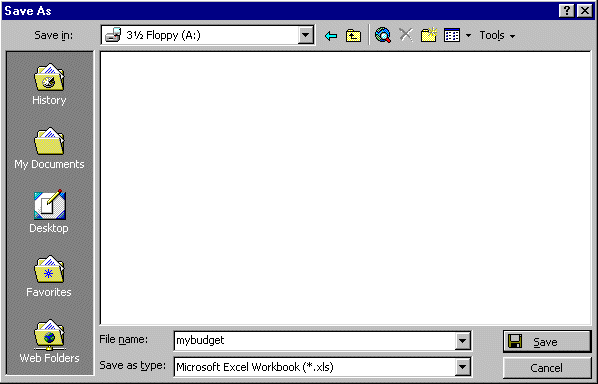 Save As
Save in: 3½ Floppy (A:) Tools
History
My Documents
Desktop
Favorites
Web Folders
File name: mybudget Save
Save as type: Microsoft Excel Workbook (*.xls) Cancel